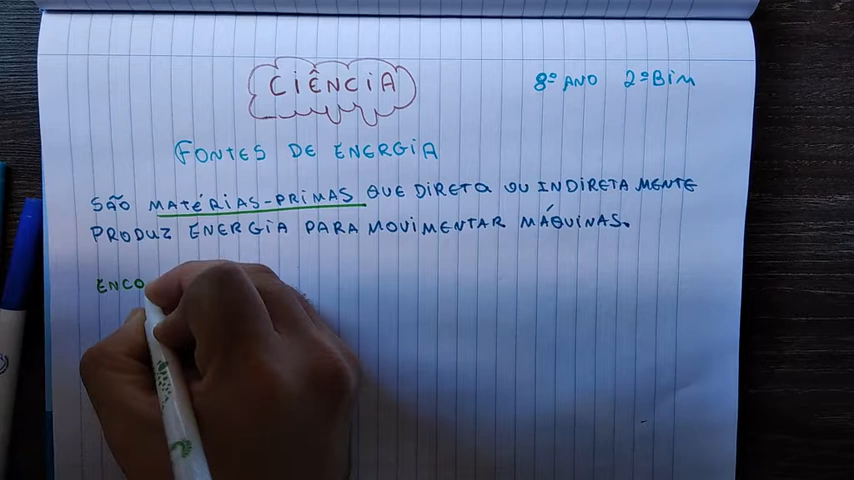 CIÊNCIA
8º ANO 2º BIM
FONTES DE ENERGIA
SÃO MATÉRIAS-PRIMAS QUE DIRETA OU INDIRETAMENTE
PRODUZ ENERGIA PARA MOVIMENTAR MÁQUINAS.
ENCO